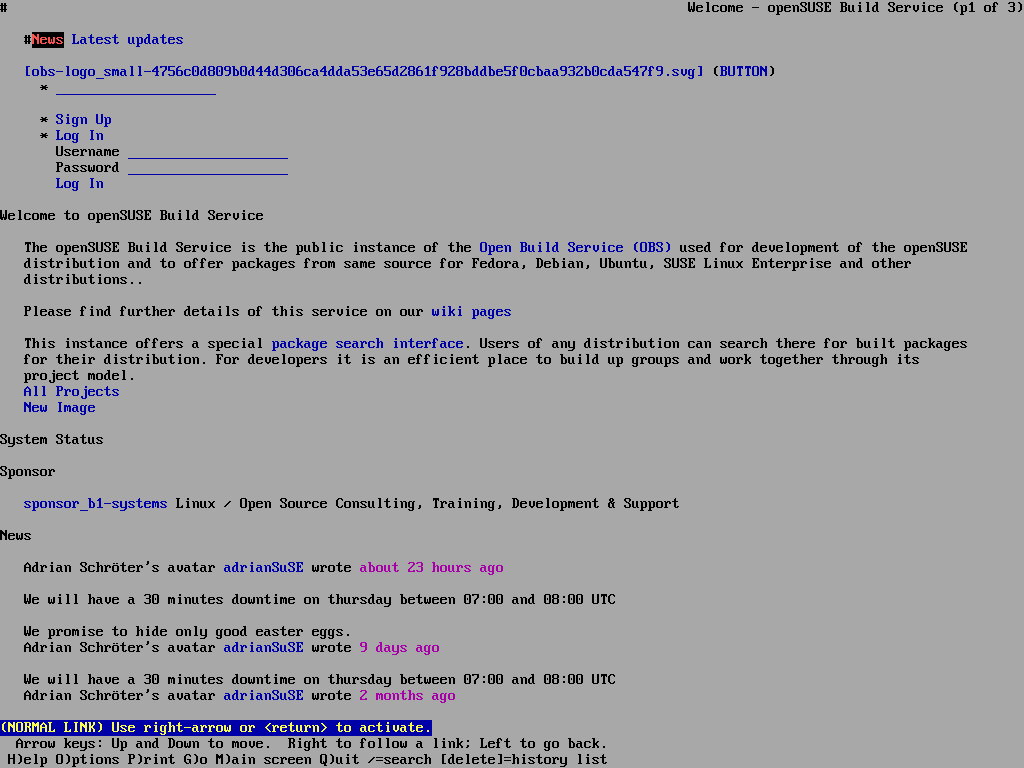 # Welcome - openSUSE Build Service (p1 of 3)
#News Latest updates
[obs-logo_small-4756c0d809b0d44d306ca4dda53e65d2861f928bddbe5f0cbaa932b0cda547f9.svg] (BUTTON)
* ____________________
* Sign Up
* Log In
Username ____________________
Password ____________________
Log In
Welcome to openSUSE Build Service
The openSUSE Build Service is the public instance of the Open Build Service (OBS) used for development of the openSUSE
distribution and to offer packages from same source for Fedora, Debian, Ubuntu, SUSE Linux Enterprise and other
distributions..
Please find further details of this service on our wiki pages
This instance offers a special package search interface. Users of any distribution can search there for built packages
for their distribution. For developers it is an efficient place to build up groups and work together through its
project model.
All Projects
New Image
System Status
Sponsor
sponsor_b1-systems Linux / Open Source Consulting, Training, Development & Support
News
Adrian Schröter's avatar adrianSuSE wrote about 23 hours ago
We will have a 30 minutes downtime on thursday between 07:00 and 08:00 UTC
We promise to hide only good easter eggs.
Adrian Schröter's avatar adrianSuSE wrote 9 days ago
We will have a 30 minutes downtime on thursday between 07:00 and 08:00 UTC
Adrian Schröter's avatar adrianSuSE wrote 2 months ago
(NORMAL LINK) Use right-arrow or <return> to activate.
Arrow keys: Up and Down to move.  Right to follow a link; Left to go back.
H)elp O)ptions P)rint G)o M)ain screen Q)uit /=search [delete]=history list